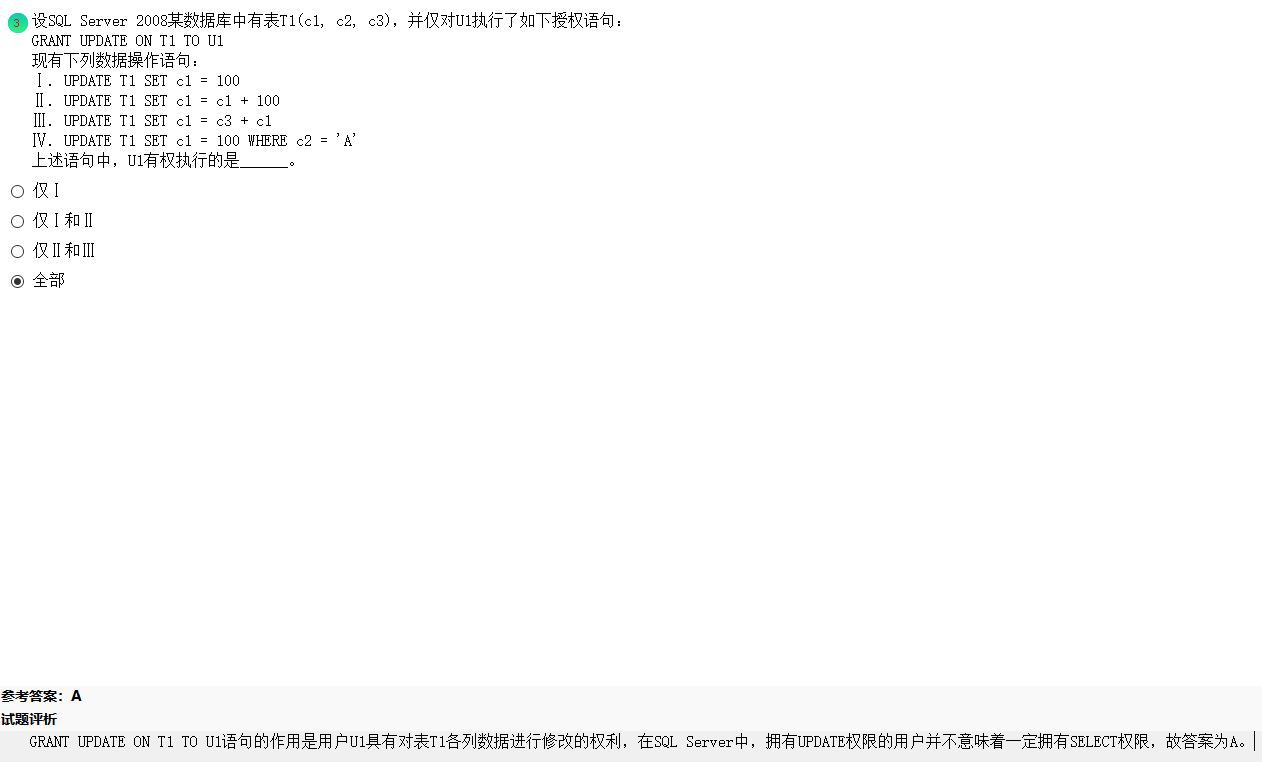 3 设SQL Server 2008某数据库中有表T1(c1, c2, c3)，并仅对U1执行了如下授权语句：
GRANT UPDATE ON T1 TO U1
现有下列数据操作语句：
Ⅰ. UPDATE T1 SET c1 = 100
Ⅱ. UPDATE T1 SET c1 = c1 + 100
Ⅲ. UPDATE T1 SET c1 = c3 + c1
Ⅳ. UPDATE T1 SET c1 = 100 WHERE c2 = 'A'
上述语句中，U1有权执行的是______。
仅Ⅰ
仅Ⅰ和Ⅱ
仅Ⅱ和Ⅲ
全部
参考答案：A
试题评析
GRANT UPDATE ON T1 TO U1语句的作用是用户U1具有对表T1各列数据进行修改的权利，在SQL Server中，拥有UPDATE权限的用户并不意味着一定拥有SELECT权限，故答案为A。